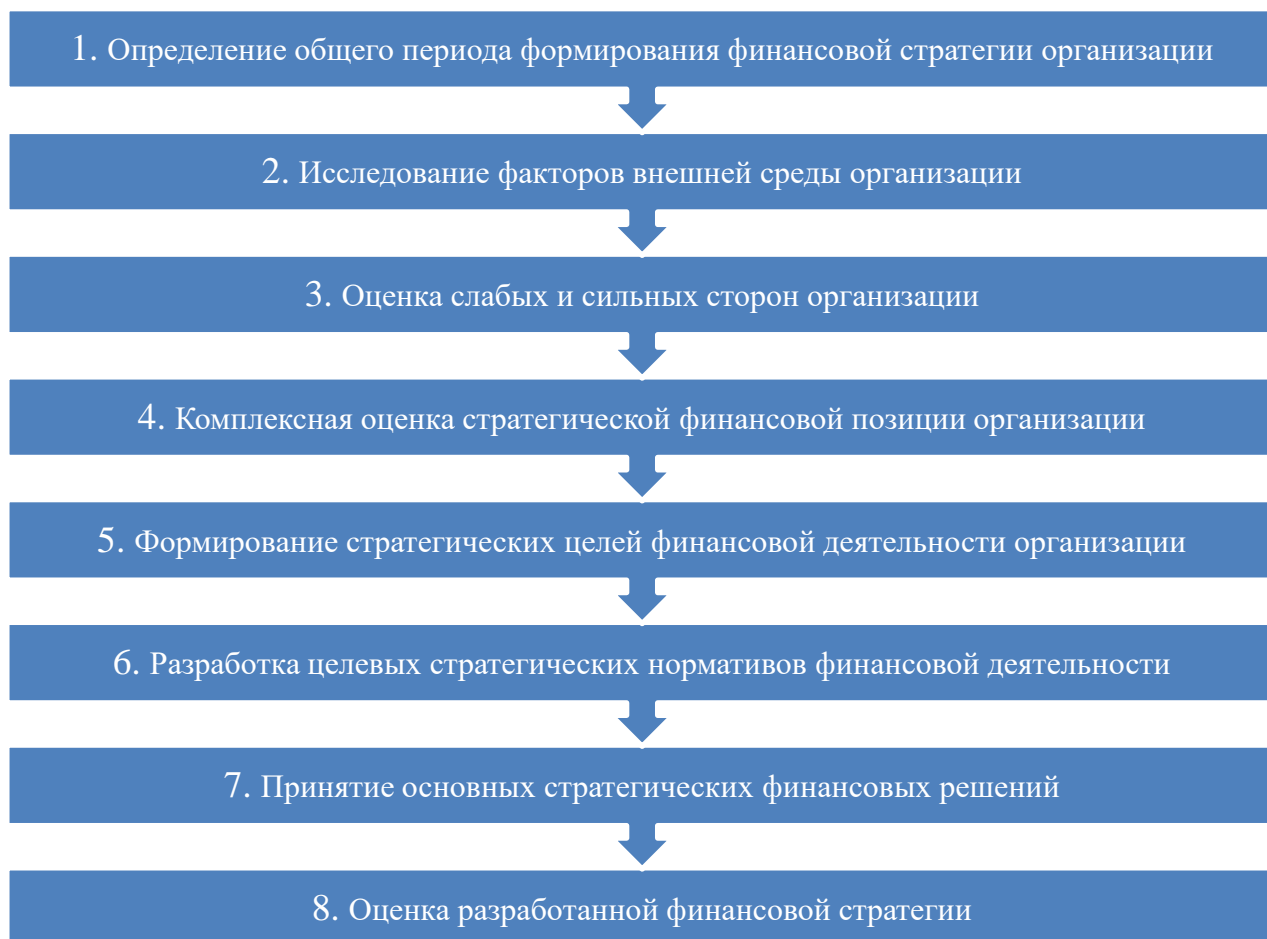 1. Определение общего периода формирования финансовой стратегии организации
2. Исследование факторов внешней среды организации
3. Оценка слабых и сильных сторон организации
4. Комплексная оценка стратегической финансовой позиции организации
5. Формирование стратегических целей финансовой деятельности организации
6. Разработка целевых стратегических нормативов финансовой деятельности
7. Принятие основных стратегических финансовых решений
8. Оценка разработанной финансовой стратегии